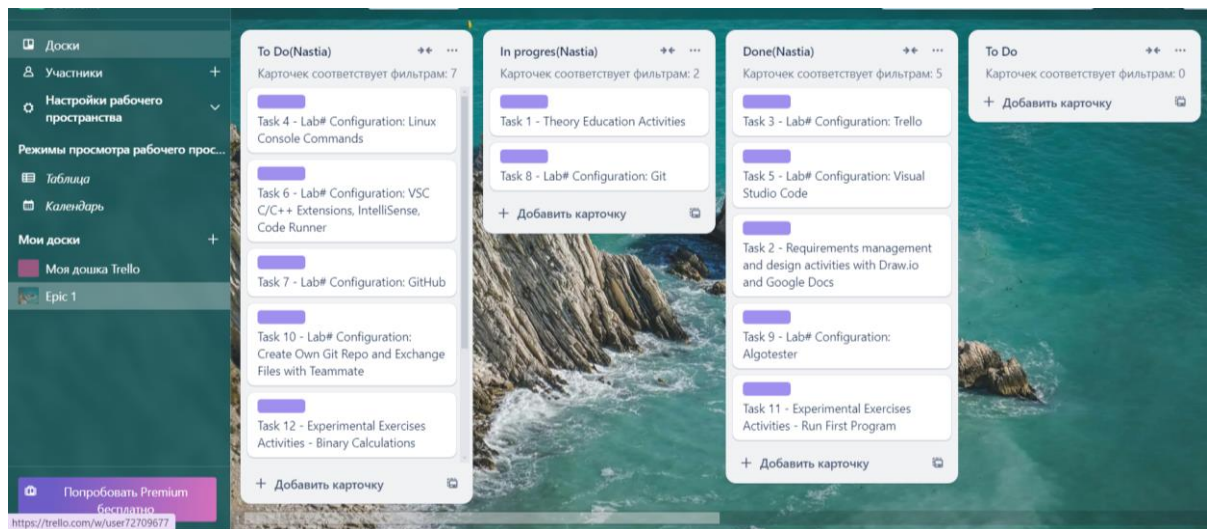 Доски
Участники
Настройки рабочего
пространства
Режимы просмотра рабочего прос...
Таблица
Календарь
Мои доски
Моя дошка Trello
Epic 1
Попробовать Premium
бесплатно
https://trello.com/w/user72709677
To Do(Nastia)
Карточек соответствует фильтрам: 7
Task 4 - Lab# Configuration: Linux
Console Commands
Task 6 - Lab# Configuration: VSC
C/C++ Extensions, IntelliSense,
Code Runner
Task 7 - Lab# Configuration: GitHub
Task 10 - Lab# Configuration:
Create Own Git Repo and Exchange
Files with Teammate
Task 12 - Experimental Exercises
Activities - Binary Calculations
+ Добавить карточку
In progres(Nastia)
Карточек соответствует фильтрам: 2
Task 1 - Theory Education Activities
Task 8 - Lab# Configuration: Git
+ Добавить карточку
Done(Nastia)
Карточек соответствует фильтрам: 5
Task 3 - Lab# Configuration: Trello
Task 5 - Lab# Configuration: Visual
Studio Code
Task 2 - Requirements management
and design activities with Draw.io
and Google Docs
Task 9 - Lab# Configuration:
Algotester
Task 11 - Experimental Exercises
Activities - Run First Program
+ Добавить карточку
To Do
Карточек соответствует фильтрам: 0
+ Добавить карточку